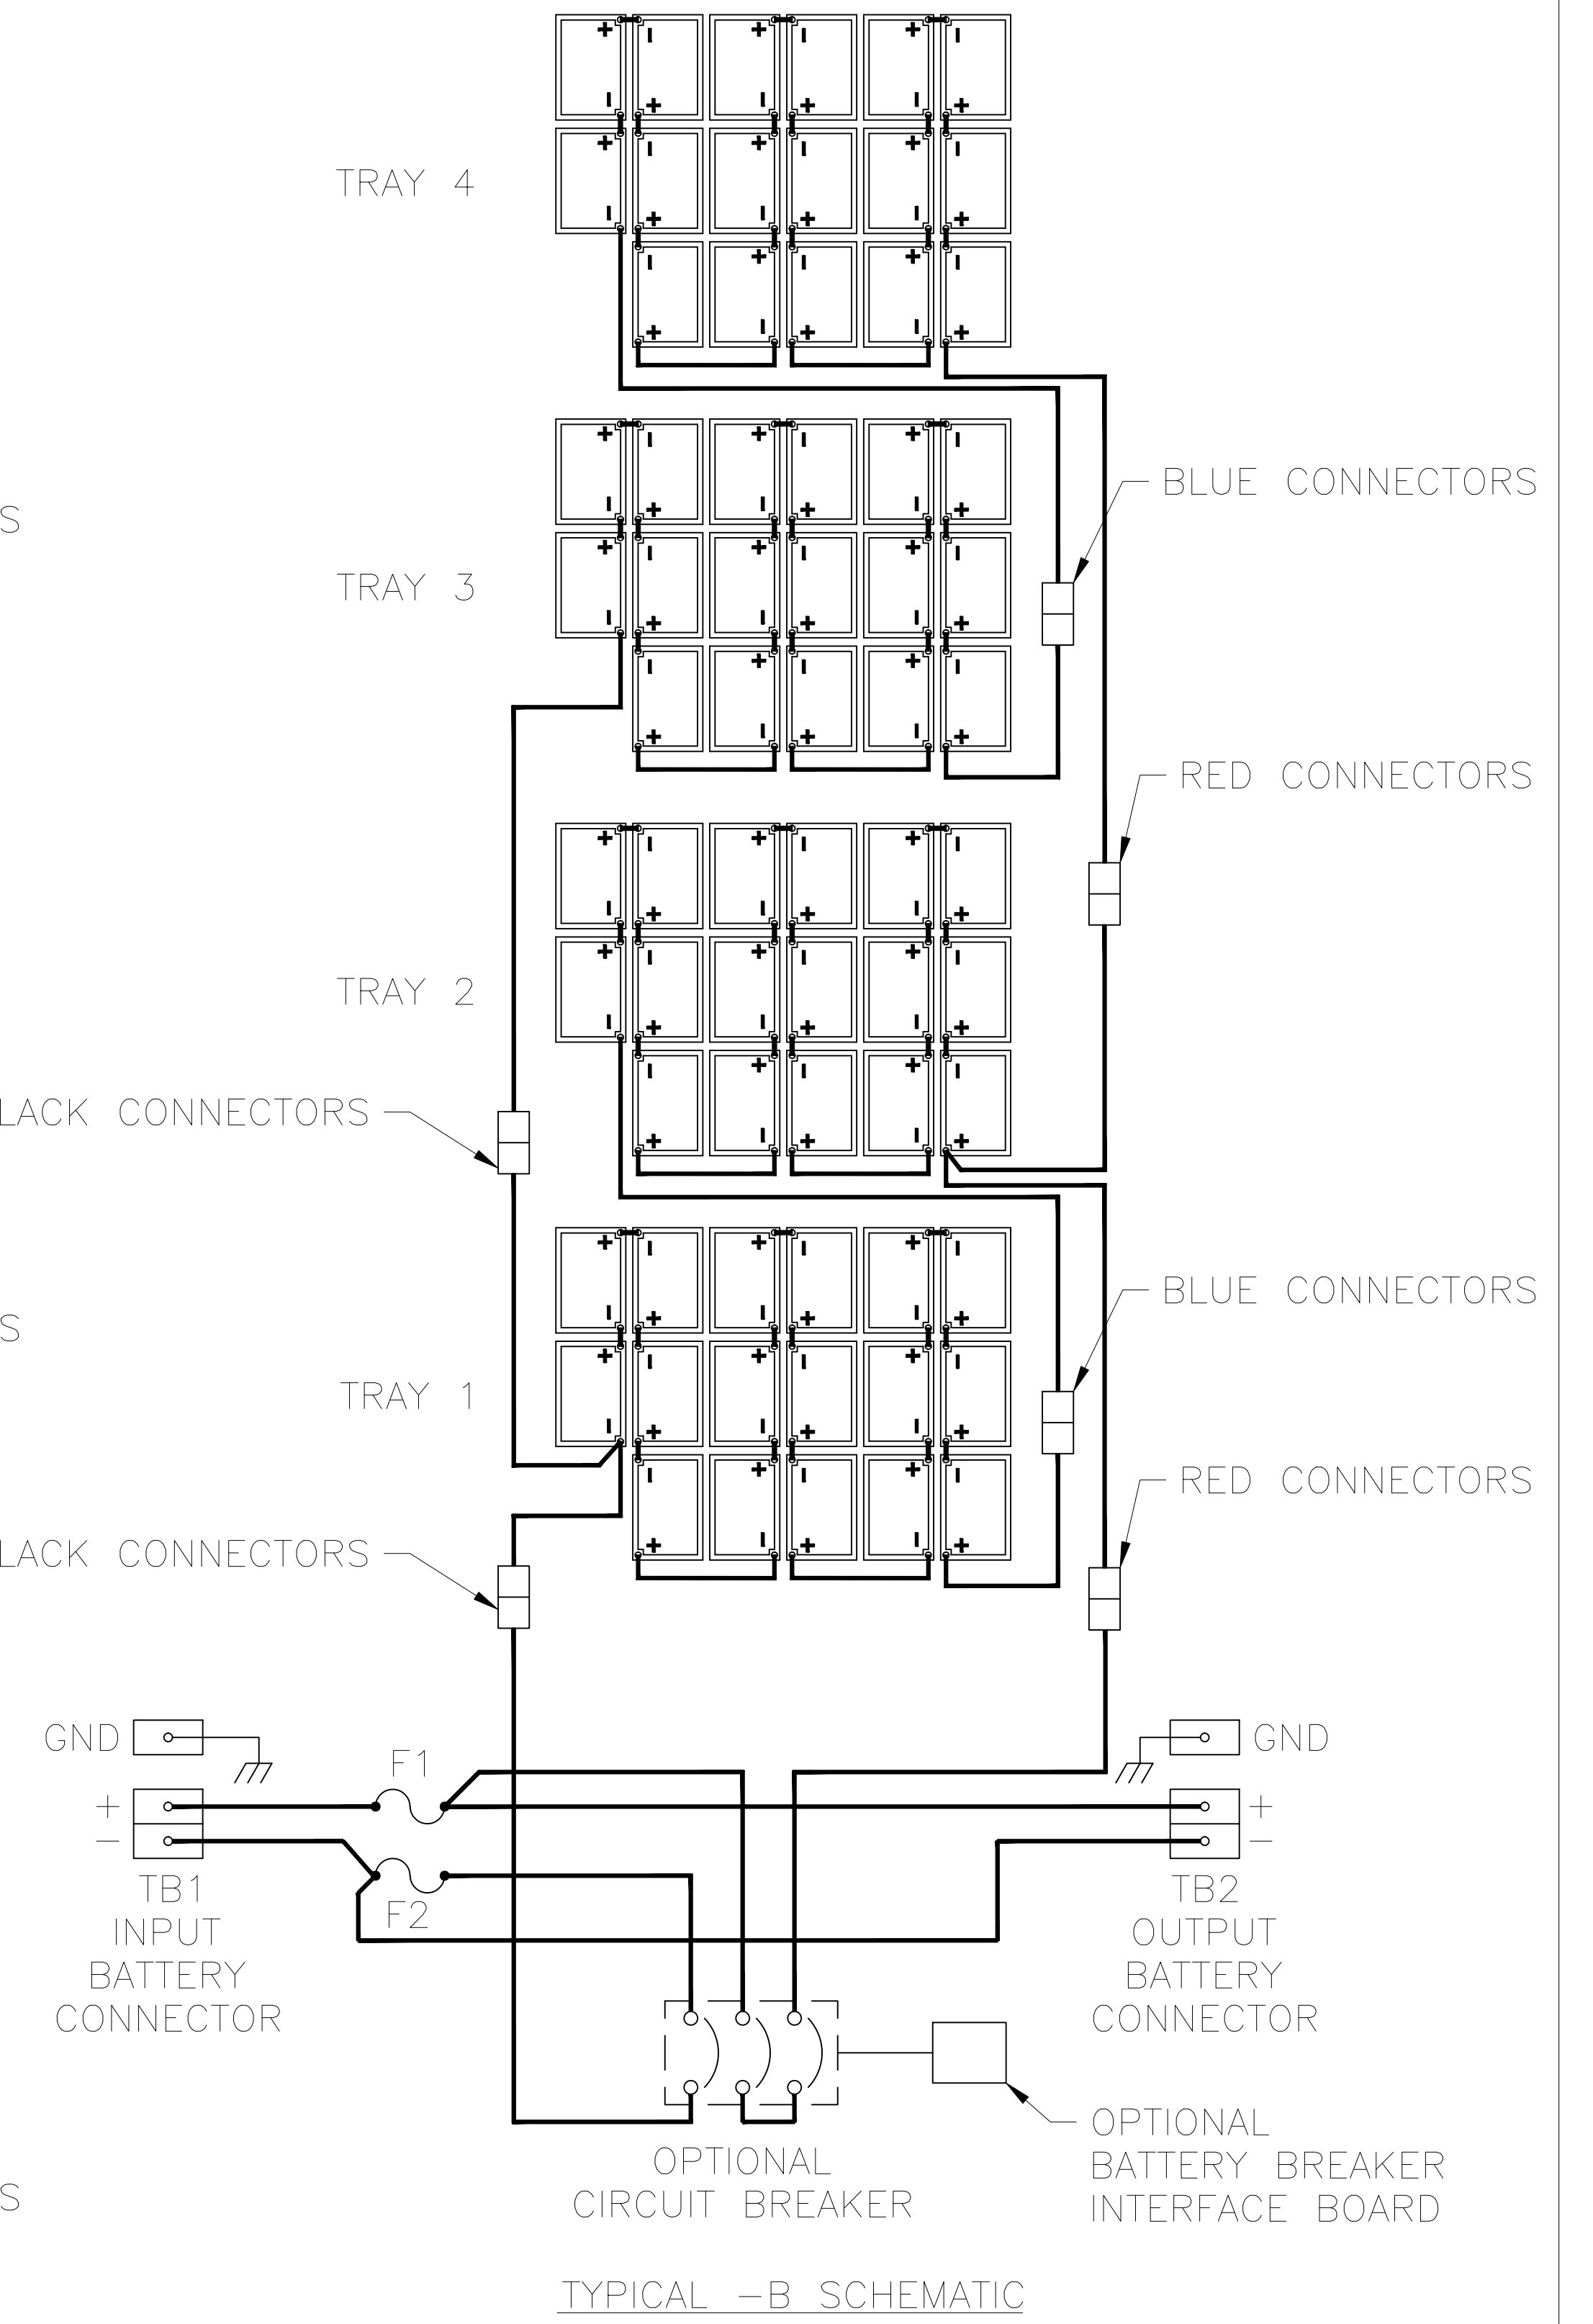 TRAY 4
BLUE CONNECTORS
S
TRAY 3
RED CONNECTORS
TRAY 2
LACK CONNECTORS
BLUE CONNECTORS
S
TRAY 1
RED CONNECTORS
LACK CONNECTORS
GND
F1
GND
+
−
+
−
TB1
INPUT
BATTERY
CONNECTOR
F2
TB2
OUTPUT
BATTERY
CONNECTOR
OPTIONAL
CIRCUIT BREAKER
OPTIONAL
BATTERY BREAKER
INTERFACE BOARD
S
TYPICAL −B SCHEMATIC